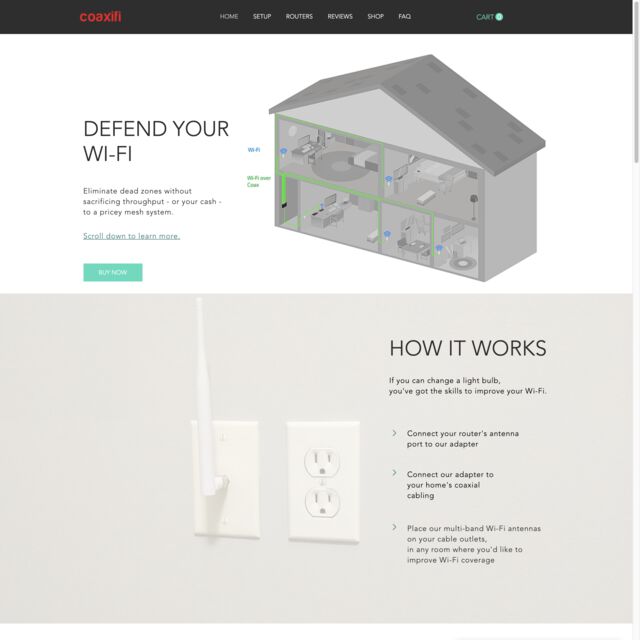 coaxifi
HOME SETUP ROUTERS REVIEWS SHOP FAQ
CART 0
DEFEND YOUR
WI-FI
Eliminate dead zones without
sacrificing throughput - or your cash -
to a pricey mesh system.
Scroll down to learn more.
BUY NOW
Wi-Fi
Wi-Fi over
Coax
HOW IT WORKS
If you can change a light bulb,
you've got the skills to improve your Wi-Fi.
Connect your router's antenna
port to our adapter
Connect our adapter to
your home's coaxial
cabling
Place our multi-band Wi-Fi antennas
on your cable outlets,
in any room where you'd like to
improve Wi-Fi coverage